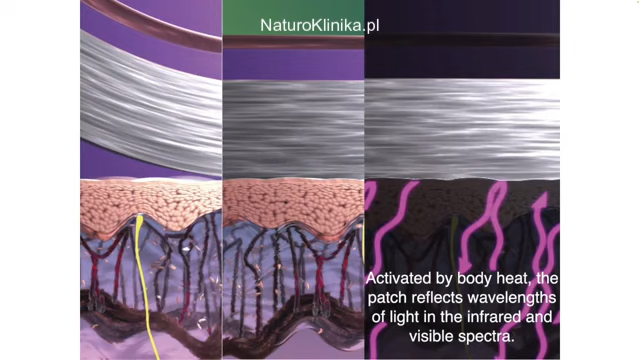 NaturoKlinika.pl
Activated by body heat, the
patch reflects wavelengths
of light in the infrared and
visible spectra.